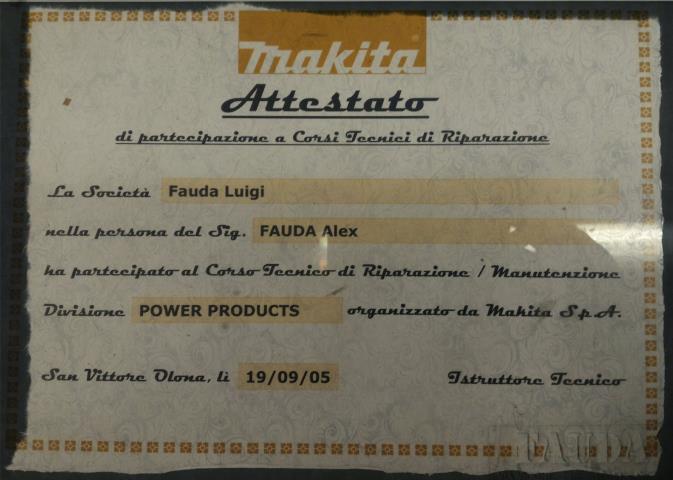 makita
Attestato
di partecipazione a Corsi Tecnici di Riparazione
La Società Fauda Luigi
nella persona del Sig. FAUDA Alex
ha partecipato al Corso Tecnico di Riparazione / Manutenzione
Divisione POWER PRODUCTS organizzato da Makita S.p.A.
San Vittore Olona, lì 19/09/05 Istruttore Tecnico
FAUDA